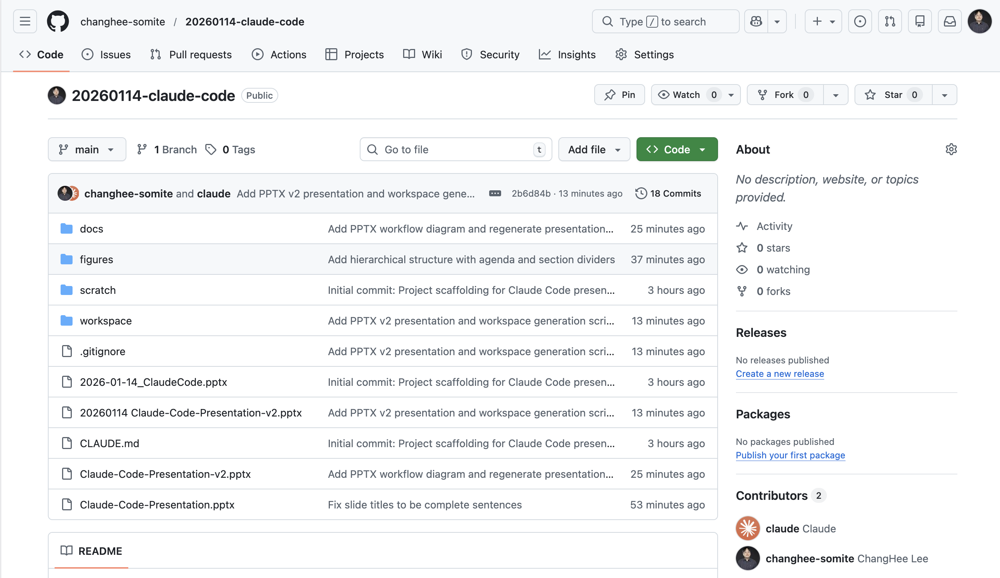 changhee-somite / 20260114-claude-code
Type / to search
Code Issues Pull requests Actions Projects Wiki Security Insights Settings
20260114-claude-code Public
Pin Watch 0 Fork 0 Star 0
main 1 Branch 0 Tags
Go to file t Add file Code
changhee-somite and claude Add PPTX v2 presentation and workspace gene... 2b6d84b · 13 minutes ago 18 Commits
docs Add PPTX workflow diagram and regenerate presentation... 25 minutes ago
figures Add hierarchical structure with agenda and section dividers 37 minutes ago
scratch Initial commit: Project scaffolding for Claude Code presen... 3 hours ago
workspace Add PPTX v2 presentation and workspace generation scri... 13 minutes ago
.gitignore Add PPTX v2 presentation and workspace generation scri... 13 minutes ago
2026-01-14_ClaudeCode.pptx Initial commit: Project scaffolding for Claude Code presen... 3 hours ago
20260114 Claude-Code-Presentation-v2.pptx Add PPTX v2 presentation and workspace generation scri... 13 minutes ago
CLAUDE.md Initial commit: Project scaffolding for Claude Code presen... 3 hours ago
Claude-Code-Presentation-v2.pptx Add PPTX workflow diagram and regenerate presentation... 25 minutes ago
Claude-Code-Presentation.pptx Fix slide titles to be complete sentences 53 minutes ago
README
About
No description, website, or topics
provided.
Activity
0 stars
0 watching
0 forks
Releases
No releases published
Create a new release
Packages
No packages published
Publish your first package
Contributors 2
claude Claude
changhee-somite ChangHee Lee